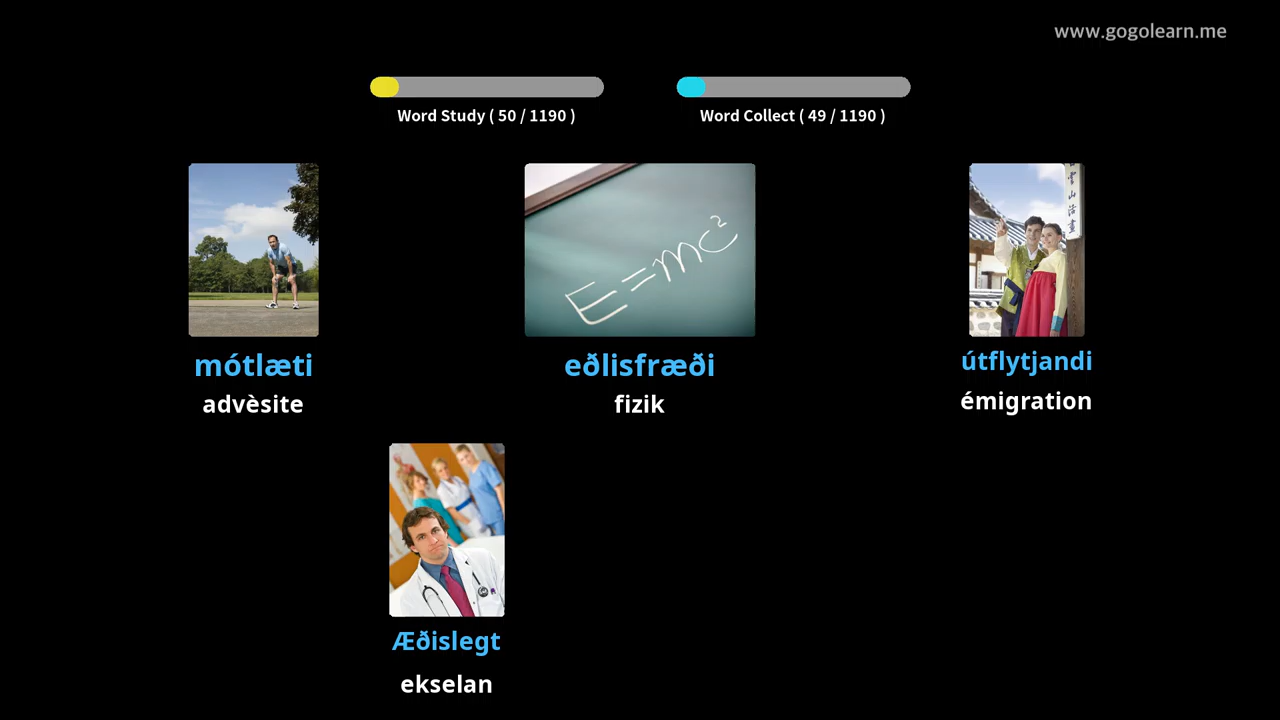 www.gogolearn.me
Word Study ( 50 / 1190 )
Word Collect ( 49 / 1190 )
E=mc²
mótlæti
eðlisfræði
útflytjandi
advèsite
fizik
émigration
Æðislegt
ekselan